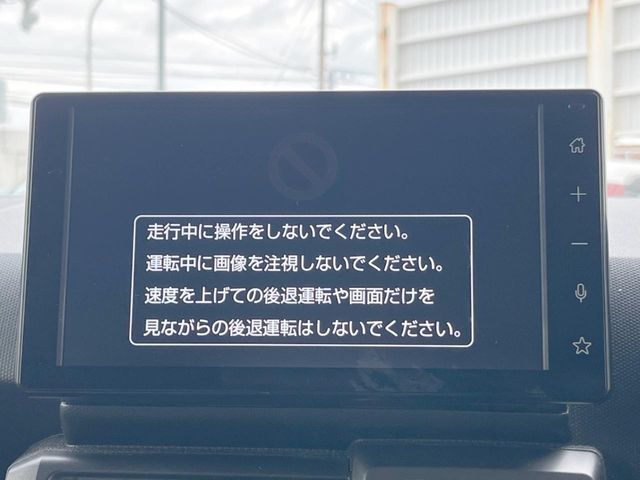 走行中に操作をしないでください。
運転中に画像を注視しないでください。
速度を上げての後退運転や画面だけを
見ながらの後退運転はしないでください。